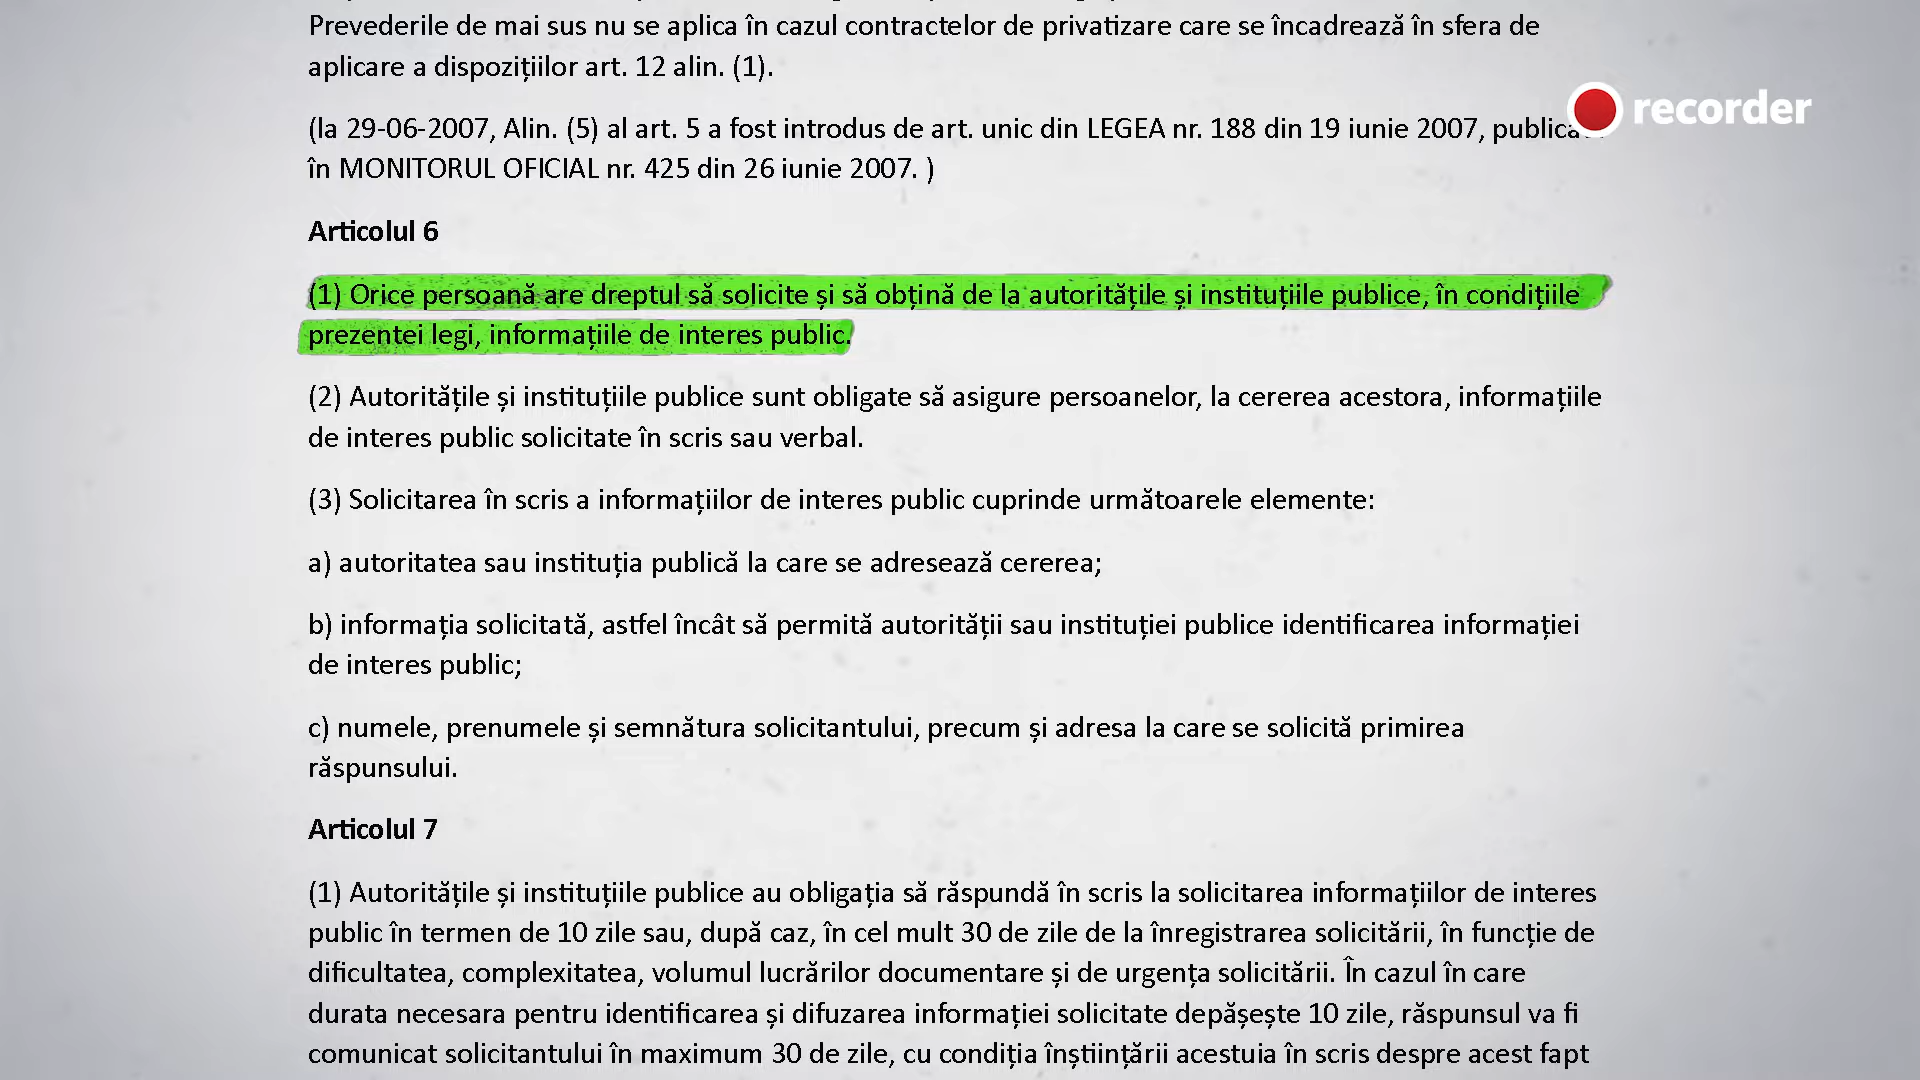 Prevederile de mai sus nu se aplica în cazul contractelor de privatizare care se încadrează în sfera de
aplicare a dispozițiilor art. 12 alin. (1).
recorder
(la 29-06-2007, Alin. (5) al art. 5 a fost introdus de art. unic din LEGEA nr. 188 din 19 iunie 2007,
în MONITORUL OFICIAL nr. 425 din 26 iunie 2007. )
Articolul 6
(1) Orice persoană are dreptul să solicite și să obțină de la autoritățile și instituțiile publice, în condițiile
prezentei legi, informațiile de interes public.
(2) Autoritățile și instituțiile publice sunt obligate să asigure persoanelor, la cererea acestora, informațiile
de interes public solicitate în scris sau verbal.
(3) Solicitarea în scris a informațiilor de interes public cuprinde următoarele elemente:
a) autoritatea sau instituția publică la care se adresează cererea;
b) informația solicitată, astfel încât să permită autorității sau instituției publice identificarea informației
de interes public;
c) numele, prenumele și semnătura solicitantului, precum și adresa la care se solicită primirea
răspunsului.
Articolul 7
(1) Autoritățile și instituțiile publice au obligația să răspundă în scris la solicitarea informațiilor de interes
public în termen de 10 zile sau, după caz, în cel mult 30 de zile de la înregistrarea solicitării, în funcție de
dificultatea, complexitatea, volumul lucrărilor documentare și de urgența solicitării. În cazul în care
durata necesara pentru identificarea și difuzarea informației solicitate depășește 10 zile, răspunsul va fi
comunicat solicitantului în maximum 30 de zile, cu condiția înștiințării acestuia în scris despre acest fapt